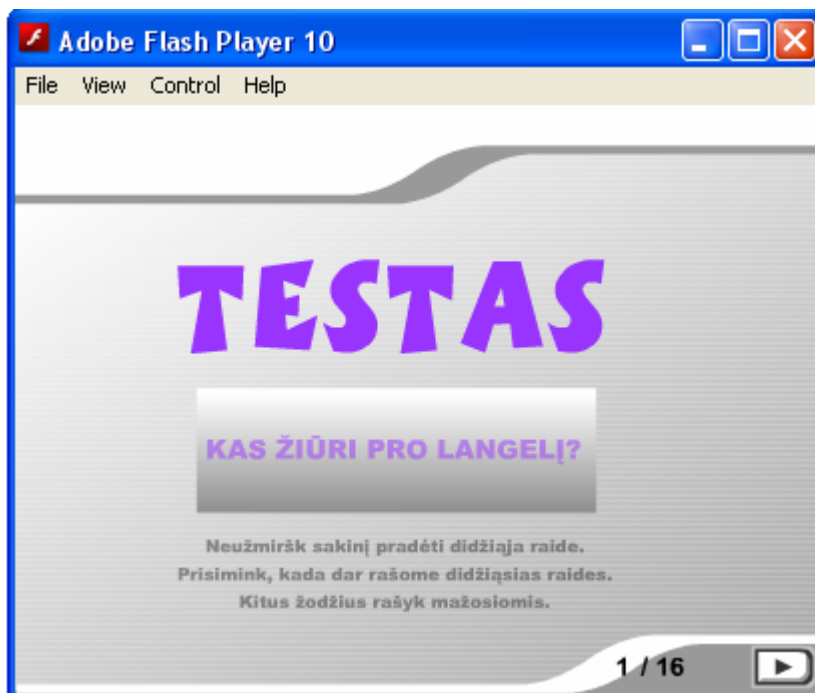 Adobe Flash Player 10
File View Control Help
TESTAS
KAS ŽIŪRI PRO LANGELĮ?
Neužmiršk sakinį pradėti didžiąja raide.
Prisimink, kada dar rašome didžiąsias raides.
Kitus žodžius rašyk mažosiomis.
1 / 16